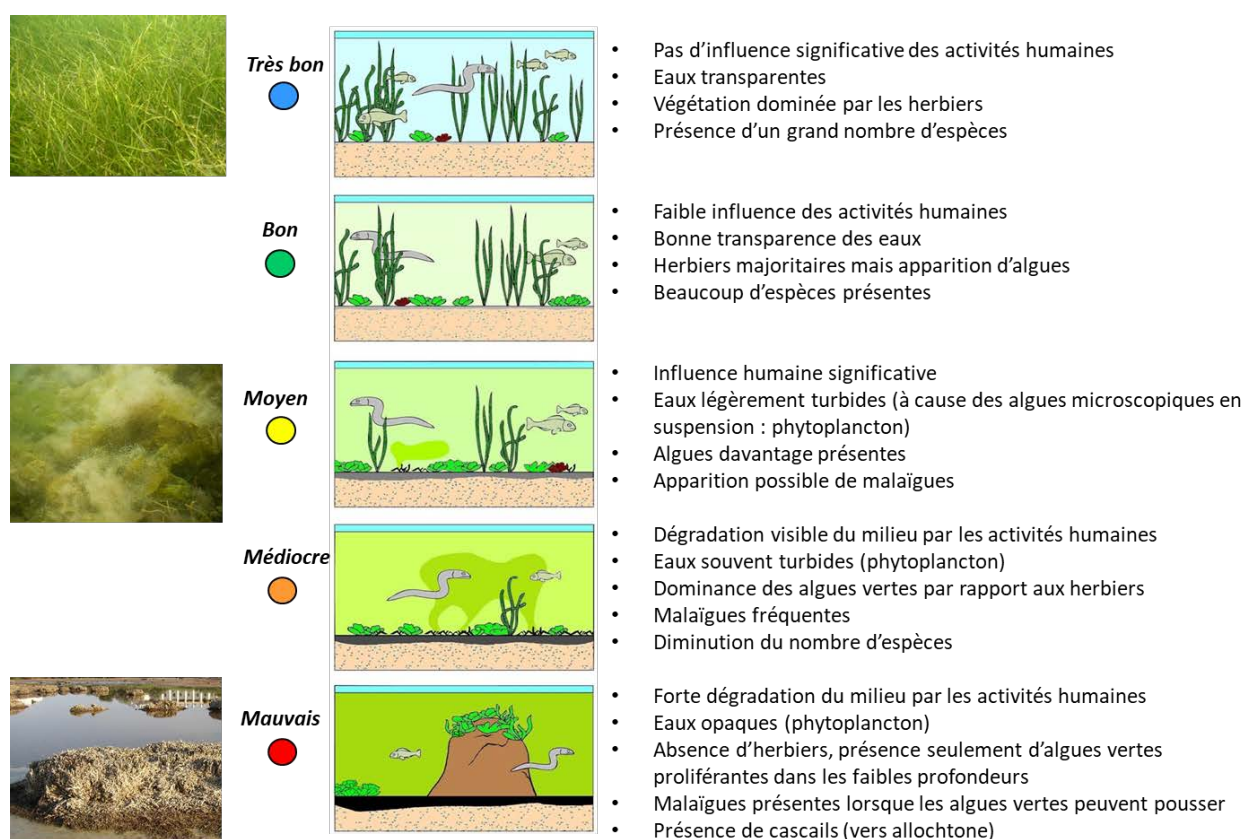 Très bon
• Pas d'influence significative des activités humaines
• Eaux transparentes
• Végétation dominée par les herbiers
• Présence d'un grand nombre d'espèces
Bon
• Faible influence des activités humaines
• Bonne transparence des eaux
• Herbiers majoritaires mais apparition d'algues
• Beaucoup d'espèces présentes
Moyen
• Influence humaine significative
• Eaux légèrement turbides (à cause des algues microscopiques en
suspension : phytoplancton)
• Algues davantage présentes
• Apparition possible de malaïgues
Médiocre
• Dégradation visible du milieu par les activités humaines
• Eaux souvent turbides (phytoplancton)
• Dominance des algues vertes par rapport aux herbiers
• Malaïgues fréquentes
• Diminution du nombre d'espèces
Mauvais
• Forte dégradation du milieu par les activités humaines
• Eaux opaques (phytoplancton)
• Absence d'herbiers, présence seulement d'algues vertes
proliférantes dans les faibles profondeurs
• Malaïgues présentes lorsque les algues vertes peuvent pousser
• Présence de cascails (vers allochtone)